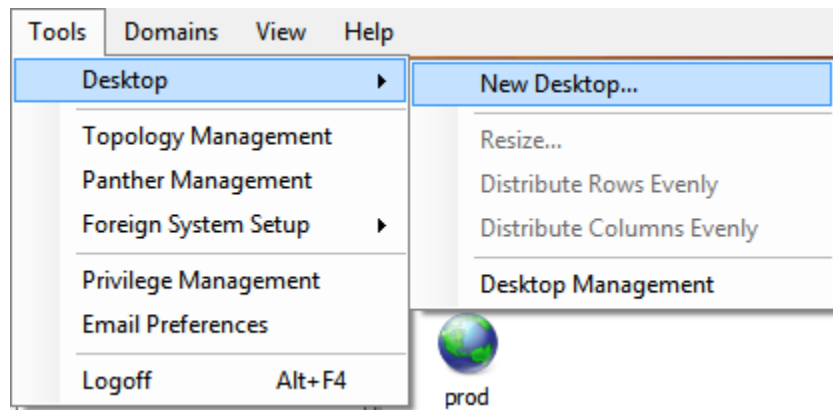 Tools Domains View Help
Desktop
New Desktop...
Topology Management
Resize...
Panther Management
Distribute Rows Evenly
Foreign System Setup
Distribute Columns Evenly
Privilege Management
Desktop Management
Email Preferences
Logoff Alt+F4
prod